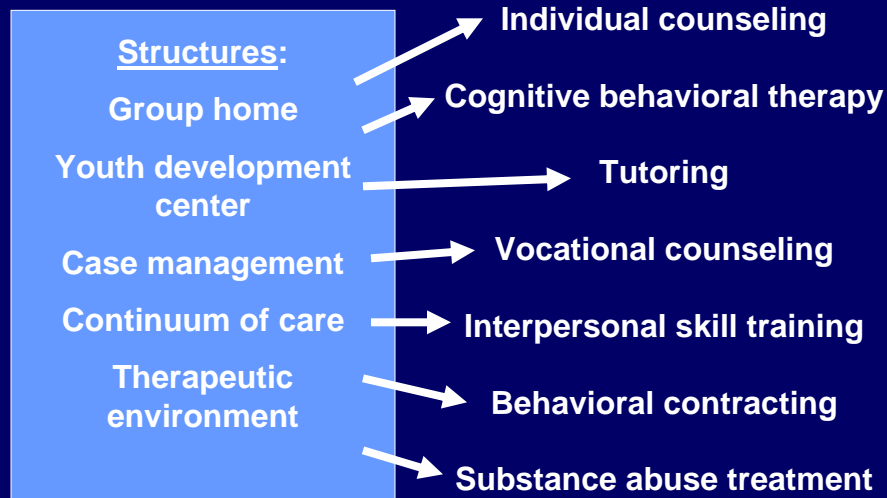 Structures:
Group home
Youth development
center
Case management
Continuum of care
Therapeutic
environment
Individual counseling
Cognitive behavioral therapy
Tutoring
Vocational counseling
Interpersonal skill training
Behavioral contracting
Substance abuse treatment